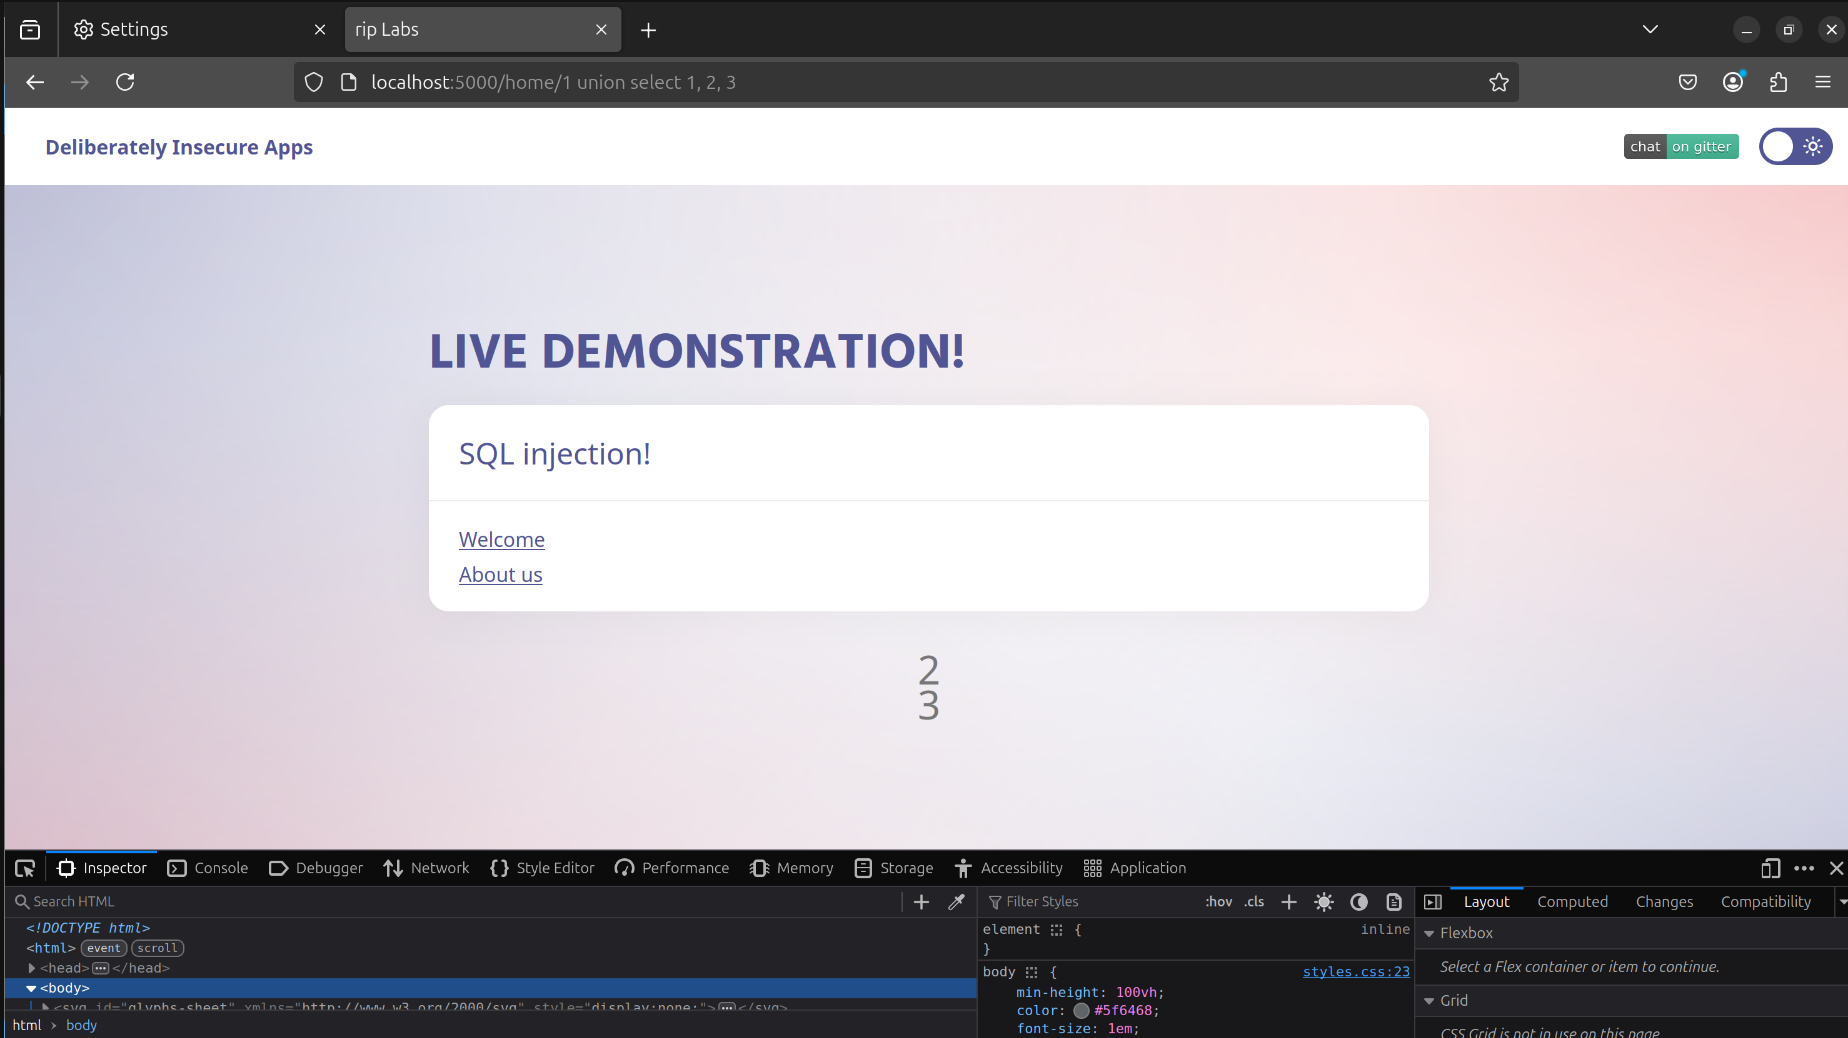 Settings
rip Labs
localhost:5000/home/1 union select 1, 2, 3
Deliberately Insecure Apps
chat on gitter
LIVE DEMONSTRATION!
SQL injection!
Welcome
About us
2
3
Inspector Console Debugger Network Style Editor Performance Memory Storage Accessibility Application
Search HTML
<!DOCTYPE html>
<html> event scroll
<head> </head>
<body>
<svg id="glyphs-sheet" xmlns="http://www.w3.org/2000/svg" style="display:none;"> </svg>
html › body
Filter Styles :hov .cls
element { inline
}
body { styles.css:23
min-height: 100vh;
color: #5f6468;
font-size: 1em;
Layout Computed Changes Compatibility
Flexbox
Select a Flex container or item to continue.
Grid
CSS Grid is not in use on this page